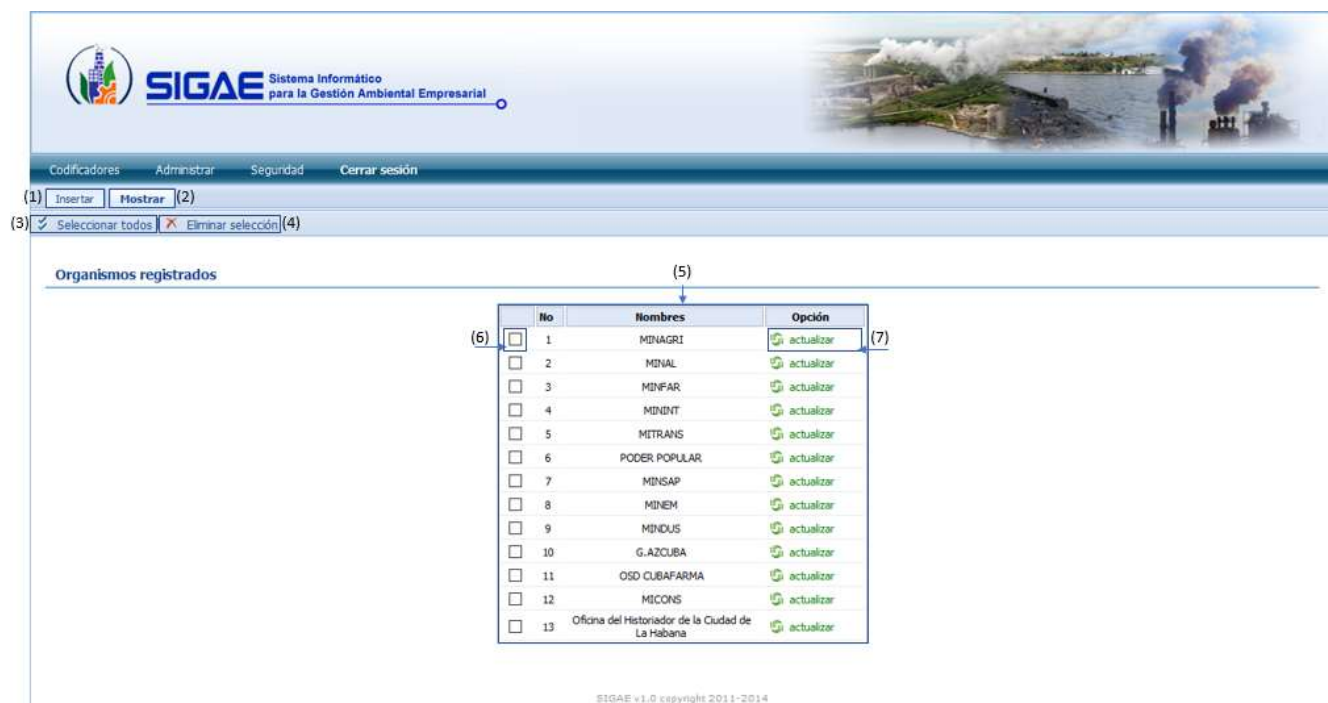 SIGAE Sistema Informático
para la Gestión Ambiental Empresarial
Codificadores Administrar Seguridad Cerrar sesión
(1) Insertar Mostrar (2)
(3) Seleccionar todos Eliminar selección (4)
Organismos registrados
(5)
No Nombres Opción
(6) 1 MINAGRI actualizar (7)
2 MINAL actualizar
3 MINFAR actualizar
4 MININT actualizar
5 MITRANS actualizar
6 PODER POPULAR actualizar
7 MINSAP actualizar
8 MINEM actualizar
9 MINDUS actualizar
10 G.AZCUBA actualizar
11 OSD CUBAFARMA actualizar
12 MICONS actualizar
13 Oficina del Historiador de la Ciudad de actualizar
La Habana
SIGAE v1.0 copyright 2011-2014